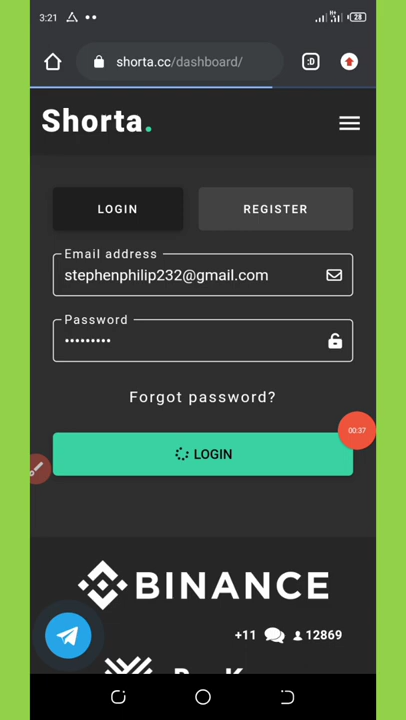 3:21
28
shorta.cc/dashboard/
:D
Shorta.
LOGIN
REGISTER
Email address
stephenphilip232@gmail.com
Password
•••••••••
Forgot password?
00:37
LOGIN
BINANCE
+11 12869